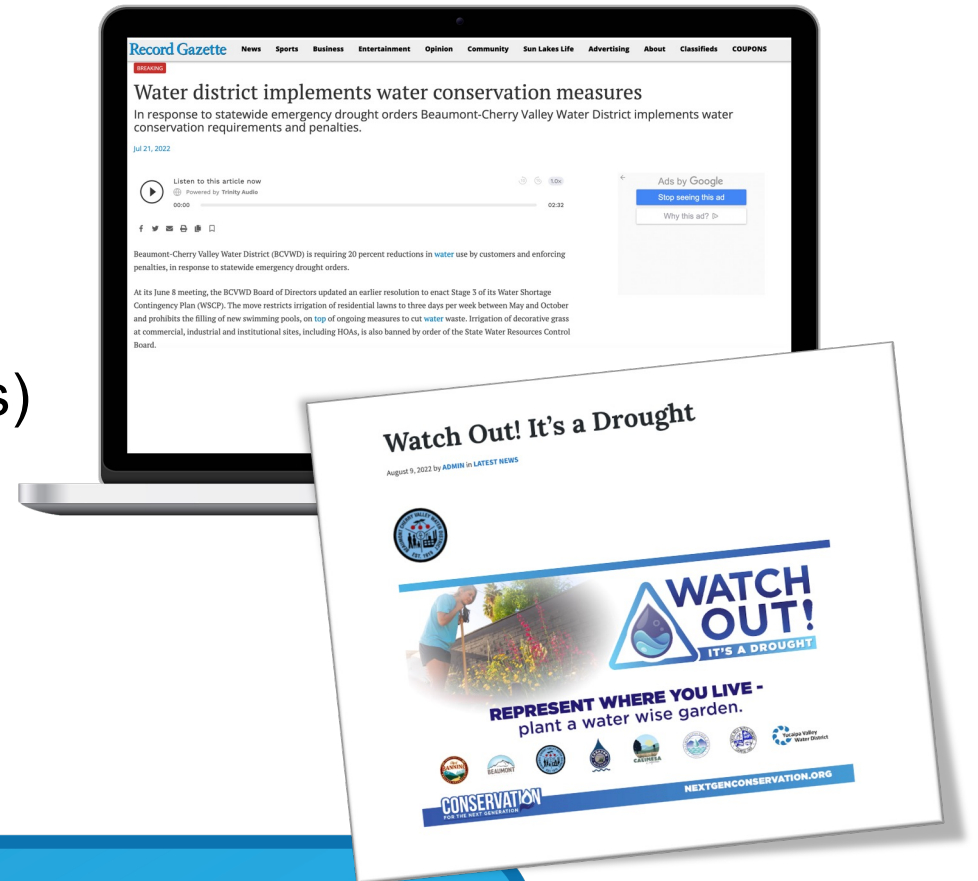 Record Gazette News Sports Business Entertainment Opinion Community Sun Lakes Life Advertising About Classifieds COUPONS
BREAKING
Water district implements water conservation measures
In response to statewide emergency drought orders Beaumont-Cherry Valley Water District implements water
conservation requirements and penalties.
Jul 21, 2022
Listen to this article now
Powered by Trinity Audio
00:00
02:32
1.0x
Ads by Google
Stop seeing this ad
Why this ad?
Beaumont-Cherry Valley Water District (BCVWD) is requiring 20 percent reductions in water use by customers and enforcing
penalties, in response to statewide emergency drought orders.
At its June 8 meeting, the BCVWD Board of Directors updated an earlier resolution to enact Stage 3 of its Water Shortage
Contingency Plan (WSCP). The move restricts irrigation of residential lawns to three days per week between May and October
and prohibits the filling of new swimming pools, on top of ongoing measures to cut water waste. Irrigation of decorative grass
at commercial, industrial and institutional sites, including HOAs, is also banned by order of the State Water Resources Control
Board.
s)
Watch Out! It's a Drought
August 9, 2022 by ADMIN in LATEST NEWS
BEAUMONT CHERRY VALLEY WATER DISTRICT
EST. 1919
WATCH
OUT!
IT'S A DROUGHT
REPRESENT WHERE YOU LIVE -
plant a water wise garden.
BANNING
BEAUMONT
CALIMESA
Yucaipa Valley
Water District
CONSERVATION
FOR THE NEXT GENERATION
NEXTGENCONSERVATION.ORG